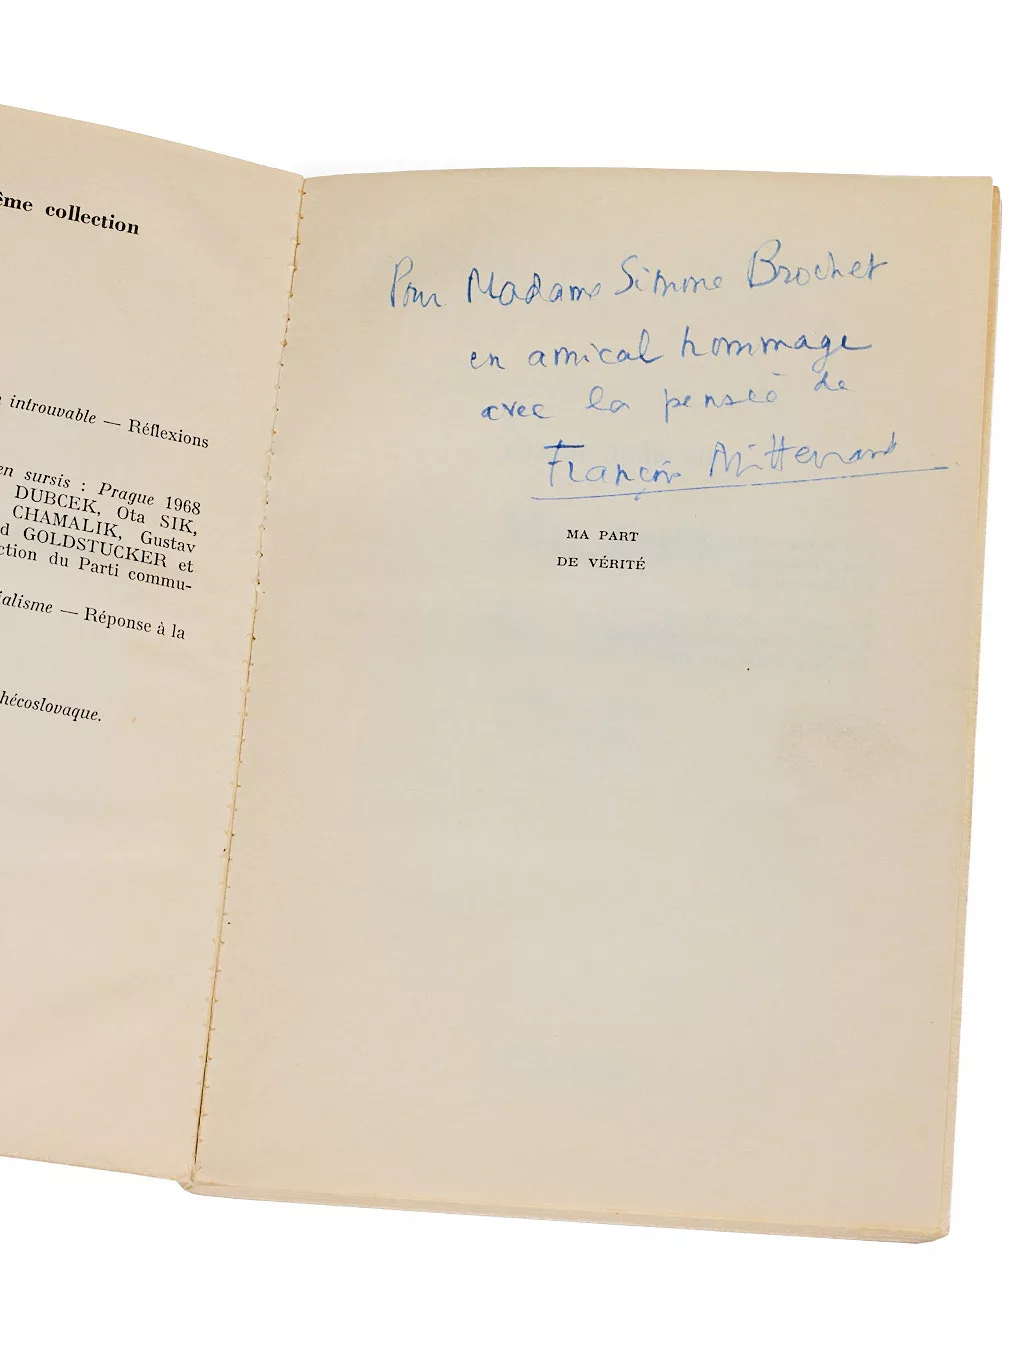 ême collection
introuvable — Réflexions
en sursis : Prague 1968
DUBCEK, Ota SIK,
CHAMALIK, Gustav
d GOLDSTUCKER et
ction du Parti commu-
ialisme — Réponse à la
hécoslovaque.
Pour Madame Simone Brochet
en amical hommage
avec la pensée de
François Mitterrand
MA PART
DE VÉRITÉ